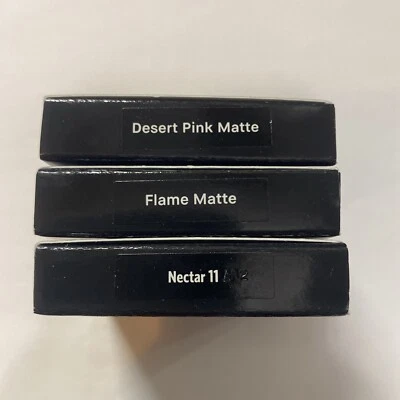 Desert Pink Matte
Flame Matte
Nectar 11